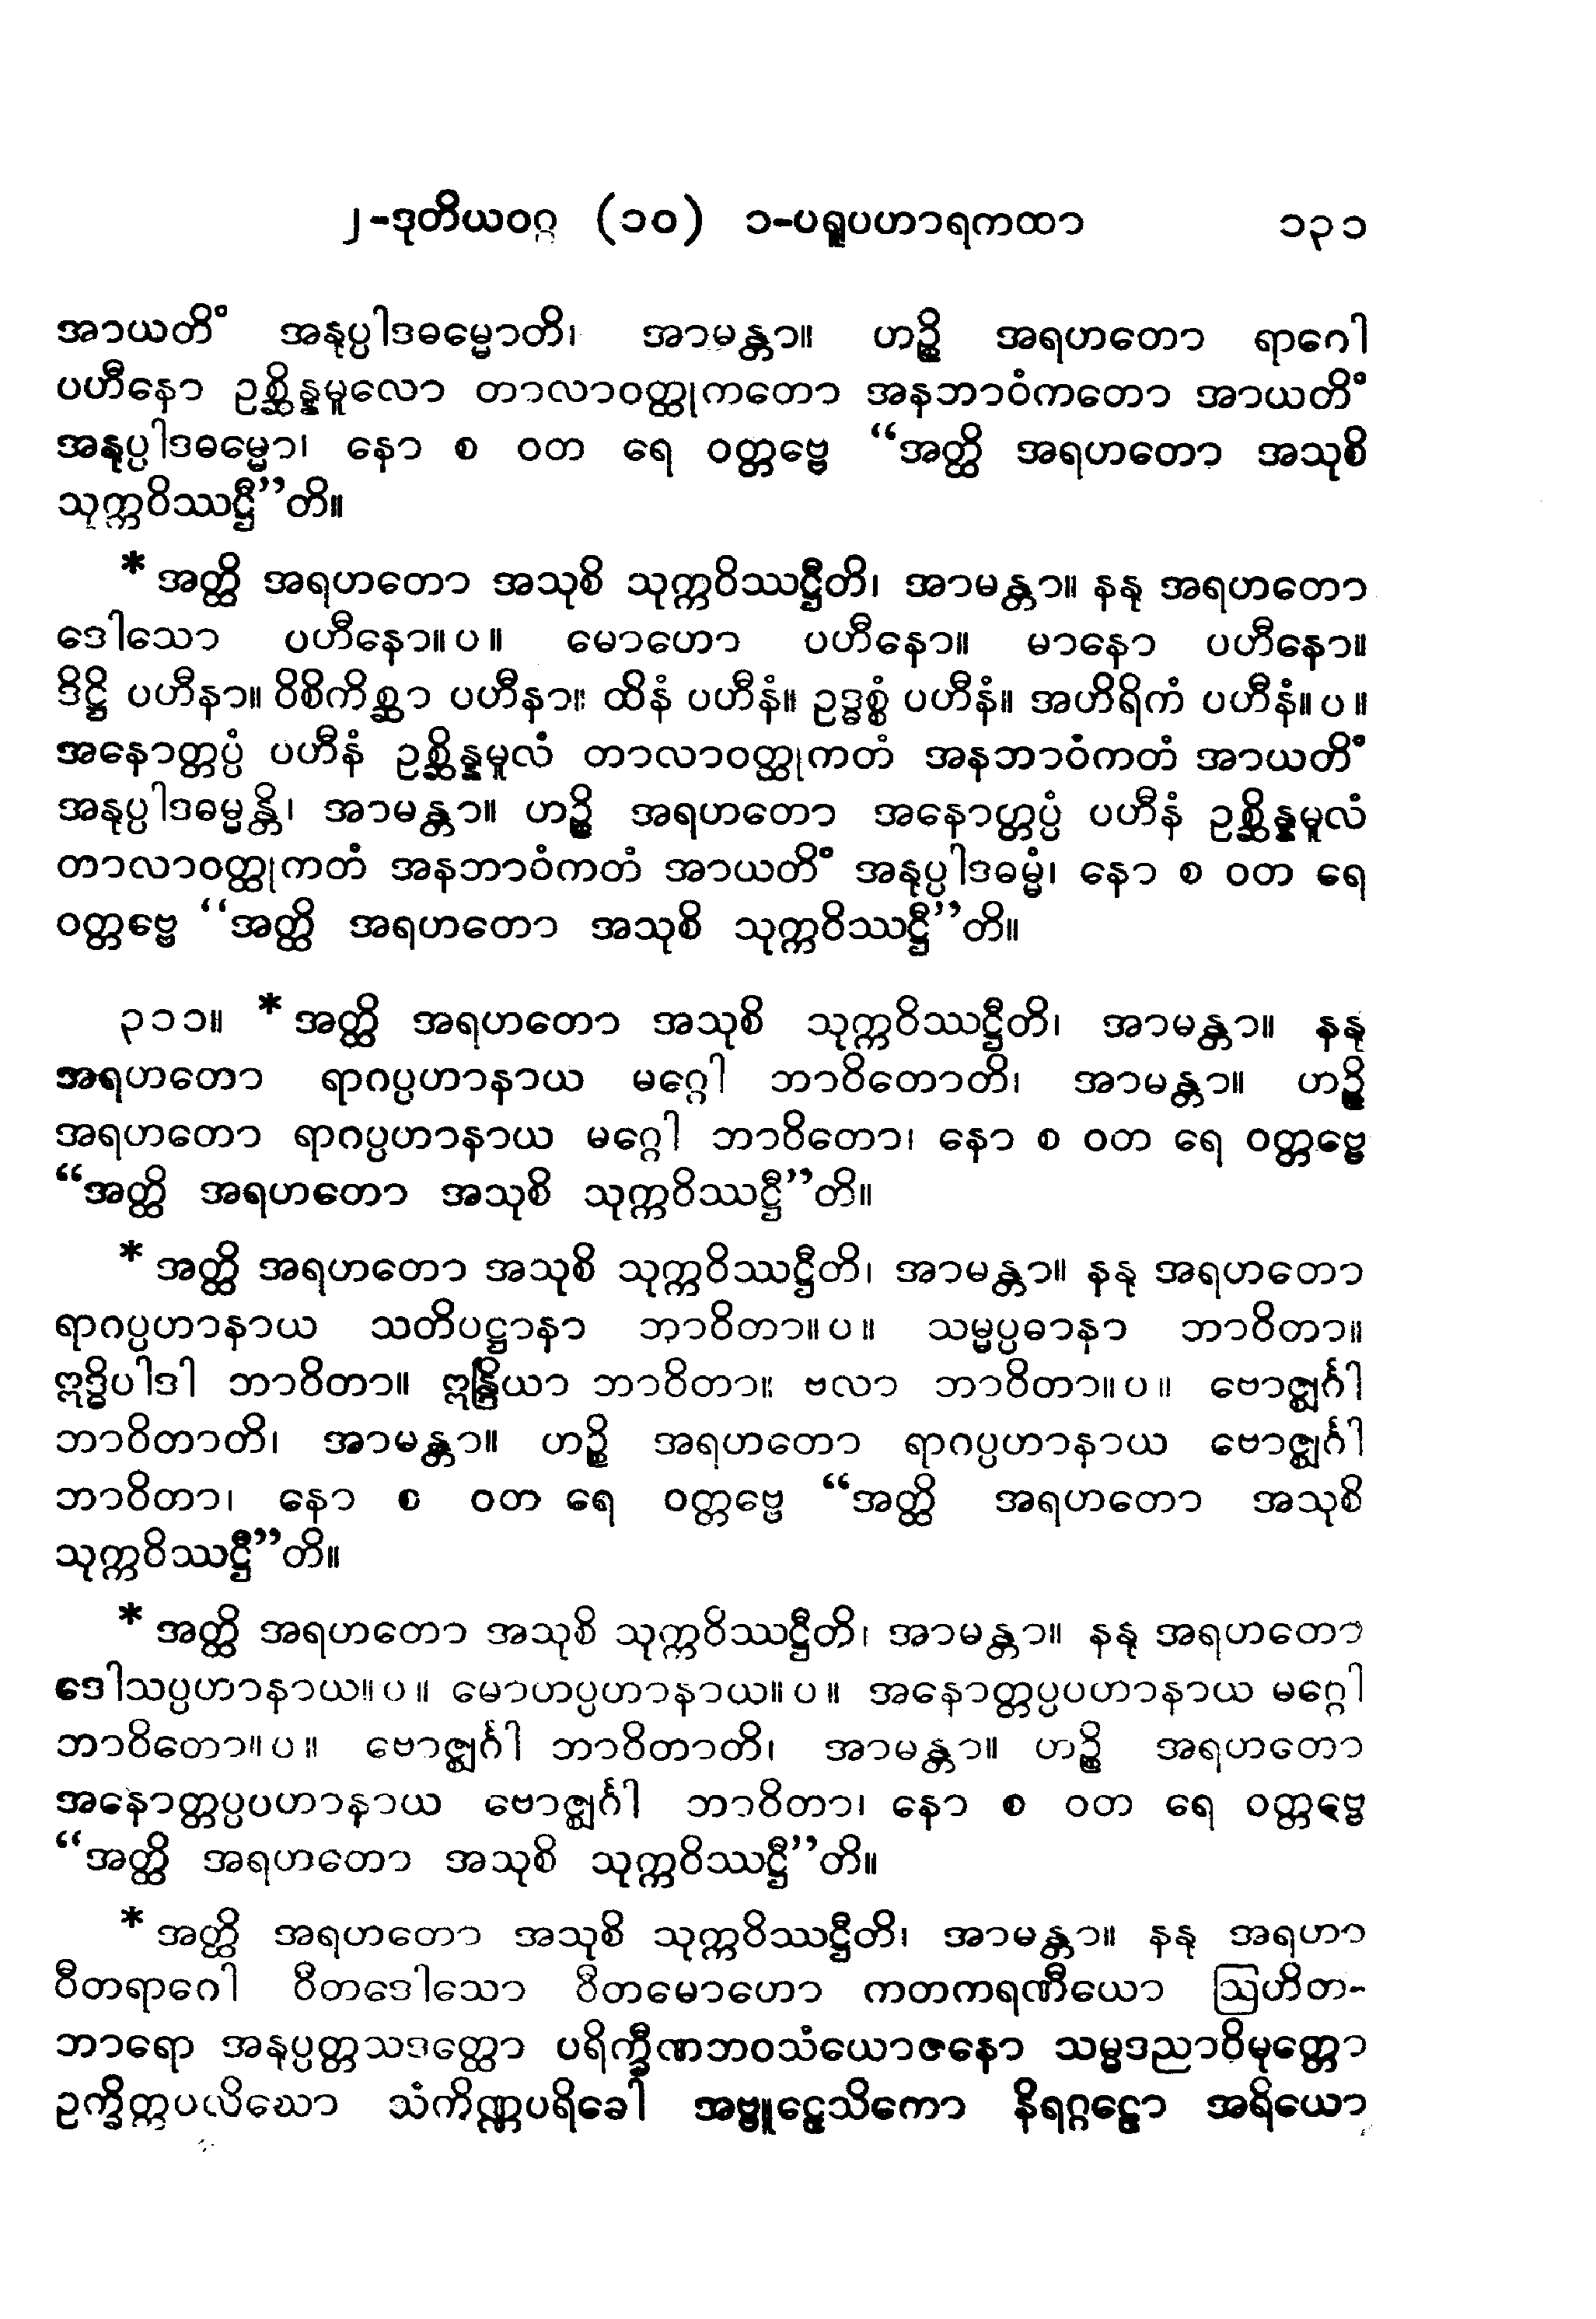 ၂-ဒုတိယဝဂ္ဂ (၁၀) ၁-ပရူပဟာရကထာ ၁၃၁
အာယတိံ အနုပ္ပါဒဓမ္မောတိ၊ အာမန္တာ။ ဟဉ္စိ အရဟတော ရာဂေါ
ပဟီနော ဥစ္ဆိန္နမူလော တာလာဝတ္ထုကတော အနဘာဝံကတော အာယတိံ
အနုပ္ပါဒဓမ္မော၊ နော စ ဝတ ရေ ဝတ္တဗ္ဗေ “အတ္ထိ အရဟတော အသုစိ
သုက္ကဝိဿဋ္ဌီ”တိ။
* အတ္ထိ အရဟတော အသုစိ သုက္ကဝိဿဋ္ဌီတိ၊ အာမန္တာ။ နနု အရဟတော
ဒေါသော ပဟီနော။ပ။ မောဟော ပဟီနော။ မာနော ပဟီနော။
ဒိဋ္ဌိ ပဟီနာ။ ဝိစိကိစ္ဆာ ပဟီနာ။ ထိနံ ပဟီနံ။ ဥဒ္ဓစ္စံ ပဟီနံ။ အဟိရိကံ ပဟီနံ။ပ။
အနောတ္တပ္ပံ ပဟီနံ ဥစ္ဆိန္နမူလံ တာလာဝတ္ထုကတံ အနဘာဝံကတံ အာယတိံ
အနုပ္ပါဒဓမ္မန္တိ၊ အာမန္တာ။ ဟဉ္စိ အရဟတော အနောတ္တပ္ပံ ပဟီနံ ဥစ္ဆိန္နမူလံ
တာလာဝတ္ထုကတံ အနဘာဝံကတံ အာယတိံ အနုပ္ပါဒဓမ္မံ၊ နော စ ဝတ ရေ
ဝတ္တဗ္ဗေ “အတ္ထိ အရဟတော အသုစိ သုက္ကဝိဿဋ္ဌီ”တိ။
၃၁၁။ * အတ္ထိ အရဟတော အသုစိ သုက္ကဝိဿဋ္ဌီတိ၊ အာမန္တာ။ နနု
အရဟတော ရာဂပ္ပဟာနာယ မဂ္ဂေါ ဘာဝိတောတိ၊ အာမန္တာ။ ဟဉ္စိ
အရဟတော ရာဂပ္ပဟာနာယ မဂ္ဂေါ ဘာဝိတော၊ နော စ ဝတ ရေ ဝတ္တဗ္ဗေ
“အတ္ထိ အရဟတော အသုစိ သုက္ကဝိဿဋ္ဌီ”တိ။
* အတ္ထိ အရဟတော အသုစိ သုက္ကဝိဿဋ္ဌီတိ၊ အာမန္တာ။ နနု အရဟတော
ရာဂပ္ပဟာနာယ သတိပဋ္ဌာနာ ဘာဝိတာ။ပ။ သမ္မပ္ပဓာနာ ဘာဝိတာ။
ဣဒ္ဓိပါဒါ ဘာဝိတာ။ ဣန္ဒြိယာ ဘာဝိတာ။ ဗလာ ဘာဝိတာ။ပ။ ဗောဇ္ဈင်္ဂါ
ဘာဝိတာတိ၊ အာမန္တာ။ ဟဉ္စိ အရဟတော ရာဂပ္ပဟာနာယ ဗောဇ္ဈင်္ဂါ
ဘာဝိတာ၊ နော စ ဝတ ရေ ဝတ္တဗ္ဗေ “အတ္ထိ အရဟတော အသုစိ
သုက္ကဝိဿဋ္ဌီ”တိ။
* အတ္ထိ အရဟတော အသုစိ သုက္ကဝိဿဋ္ဌီတိ၊ အာမန္တာ။ နနု အရဟတော
ဒေါသပ္ပဟာနာယ။ပ။ မောဟပ္ပဟာနာယ။ပ။ အနောတ္တပ္ပပဟာနာယ မဂ္ဂေါ
ဘာဝိတော။ပ။ ဗောဇ္ဈင်္ဂါ ဘာဝိတာတိ၊ အာမန္တာ။ ဟဉ္စိ အရဟတော
အနောတ္တပ္ပပဟာနာယ ဗောဇ္ဈင်္ဂါ ဘာဝိတာ၊ နော စ ဝတ ရေ ဝတ္တဗ္ဗေ
“အတ္ထိ အရဟတော အသုစိ သုက္ကဝိဿဋ္ဌီ”တိ။
* အတ္ထိ အရဟတော အသုစိ သုက္ကဝိဿဋ္ဌီတိ၊ အာမန္တာ။ နနု အရဟာ
ဝီတရာဂေါ ဝီတဒေါသော ဝီတမောဟော ကတကရဏီယော ဩဟိတ-
ဘာရော အနုပ္ပတ္တသဒတ္ထော ပရိက္ခီဏဘဝသံယောဇနော သမ္မဒညာဝိမုတ္တော
ဥက္ခိတ္တပလိဃော သံကိဏ္ဏပရိခေါ အဗ္ဗူဠှေသိကော နိရဂ္ဂဠော အရိယော